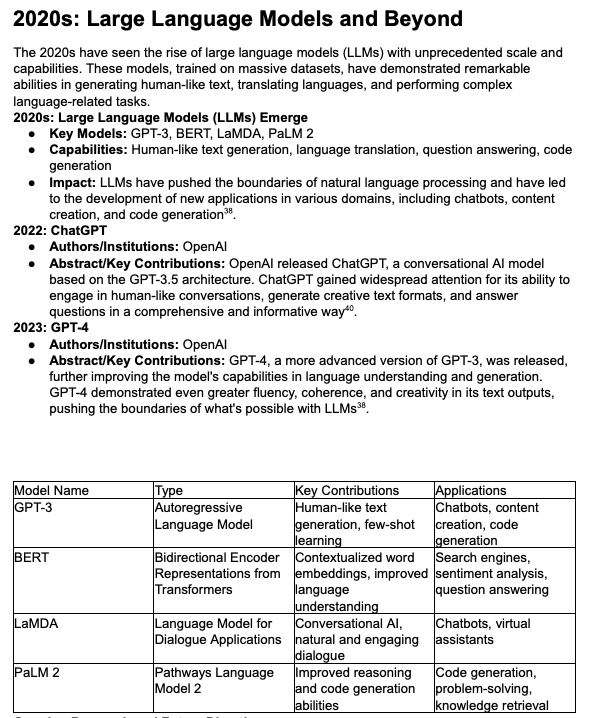 2020s: Large Language Models and Beyond
The 2020s have seen the rise of large language models (LLMs) with unprecedented scale and
capabilities. These models, trained on massive datasets, have demonstrated remarkable
abilities in generating human-like text, translating languages, and performing complex
language-related tasks.
2020s: Large Language Models (LLMs) Emerge
● Key Models: GPT-3, BERT, LaMDA, PaLM 2
● Capabilities: Human-like text generation, language translation, question answering, code
generation
● Impact: LLMs have pushed the boundaries of natural language processing and have led
to the development of new applications in various domains, including chatbots, content
creation, and code generation³⁸.
2022: ChatGPT
● Authors/Institutions: OpenAI
● Abstract/Key Contributions: OpenAI released ChatGPT, a conversational AI model
based on the GPT-3.5 architecture. ChatGPT gained widespread attention for its ability to
engage in human-like conversations, generate creative text formats, and answer
questions in a comprehensive and informative way⁴⁰.
2023: GPT-4
● Authors/Institutions: OpenAI
● Abstract/Key Contributions: GPT-4, a more advanced version of GPT-3, was released,
further improving the model's capabilities in language understanding and generation.
GPT-4 demonstrated even greater fluency, coherence, and creativity in its text outputs,
pushing the boundaries of what's possible with LLMs³⁸.
Model Name Type Key Contributions Applications
GPT-3 Autoregressive Human-like text Chatbots, content
Language Model generation, few-shot creation, code
learning generation
BERT Bidirectional Encoder Contextualized word Search engines,
Representations from embeddings, improved sentiment analysis,
Transformers language question answering
understanding
LaMDA Language Model for Conversational AI, Chatbots, virtual
Dialogue Applications natural and engaging assistants
dialogue
PaLM 2 Pathways Language Improved reasoning Code generation,
Model 2 and code generation problem-solving,
abilities knowledge retrieval